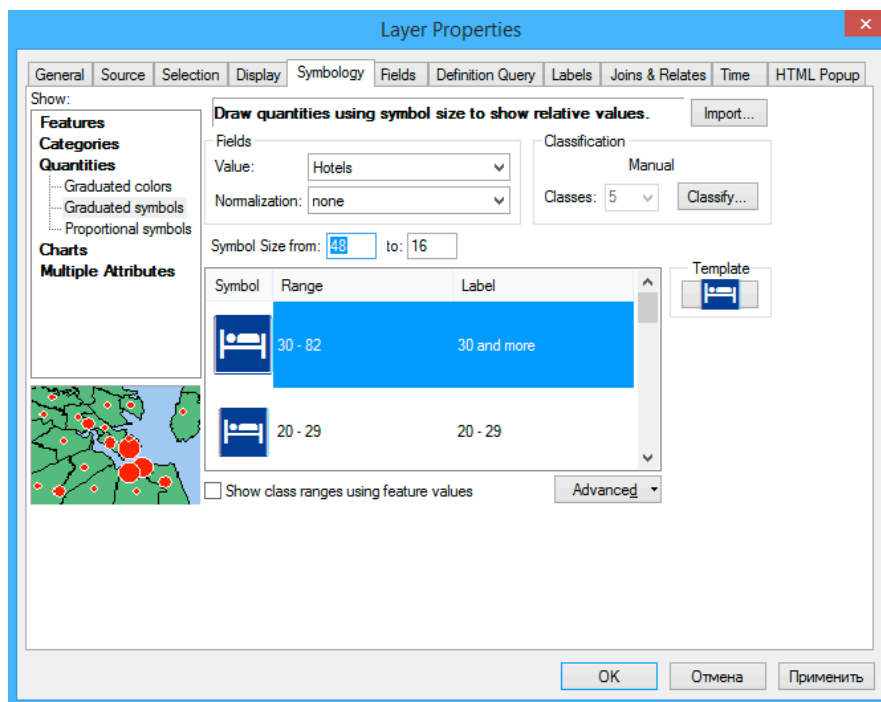 Layer Properties
General Source Selection Display Symbology Fields Definition Query Labels Joins & Relates Time HTML Popup
Show:
Features
Categories
Quantities
Graduated colors
Graduated symbols
Proportional symbols
Charts
Multiple Attributes
Draw quantities using symbol size to show relative values.
Import...
Fields
Value: Hotels
Normalization: none
Classification
Manual
Classes: 5 Classify...
Symbol Size from: 48 to: 16
Template
Symbol Range Label
30 - 82 30 and more
20 - 29 20 - 29
Show class ranges using feature values
Advanced
OK Отмена Применить